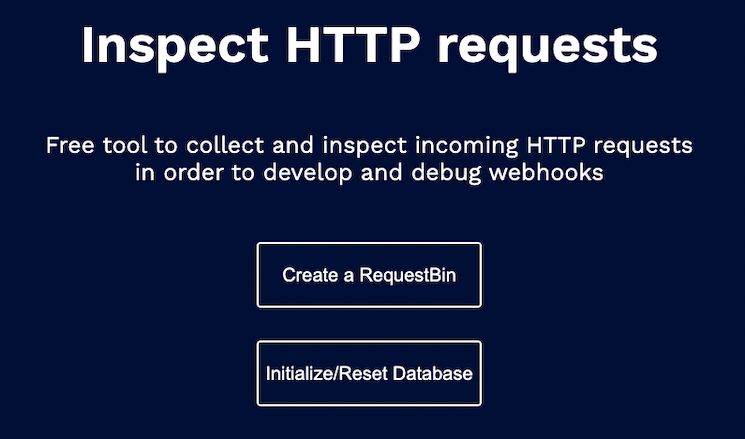 Inspect HTTP requests
Free tool to collect and inspect incoming HTTP requests
in order to develop and debug webhooks
Create a RequestBin
Initialize/Reset Database